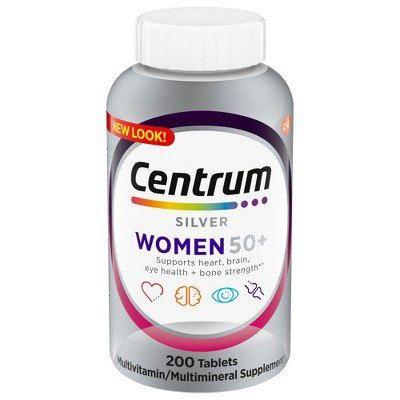 NEW LOOK!
Centrum
SILVER
WOMEN 50+
Supports heart, brain,
eye health + bone strength*^
200 Tablets
Multivitamin/Multimineral Supplement